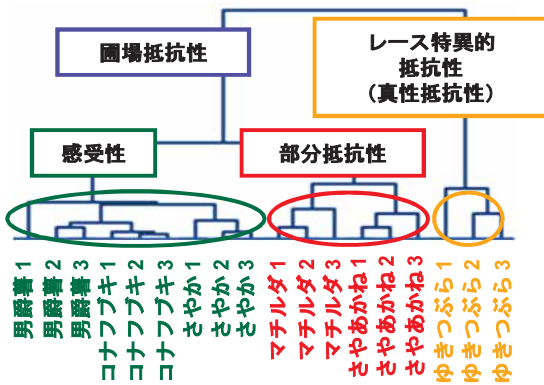 圃場抵抗性
レース特異的
抵抗性
（真性抵抗性）
感受性
部分抵抗性
男爵薯 1
男爵薯 2
男爵薯 3
コナフブキ 1
コナフブキ 2
コナフブキ 3
さやか 1
さやか 2
さやか 3
マチルダ 1
マチルダ 2
マチルダ 3
さやあかね 1
さやあかね 2
さやあかね 3
ゆきつぶら 1
ゆきつぶら 2
ゆきつぶら 3